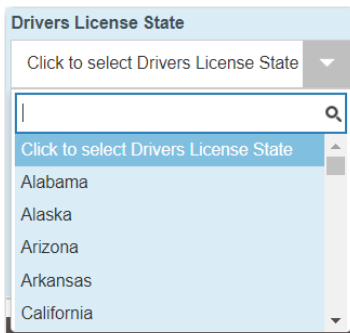 Drivers License State
Click to select Drivers License State
Click to select Drivers License State
Alabama
Alaska
Arizona
Arkansas
California